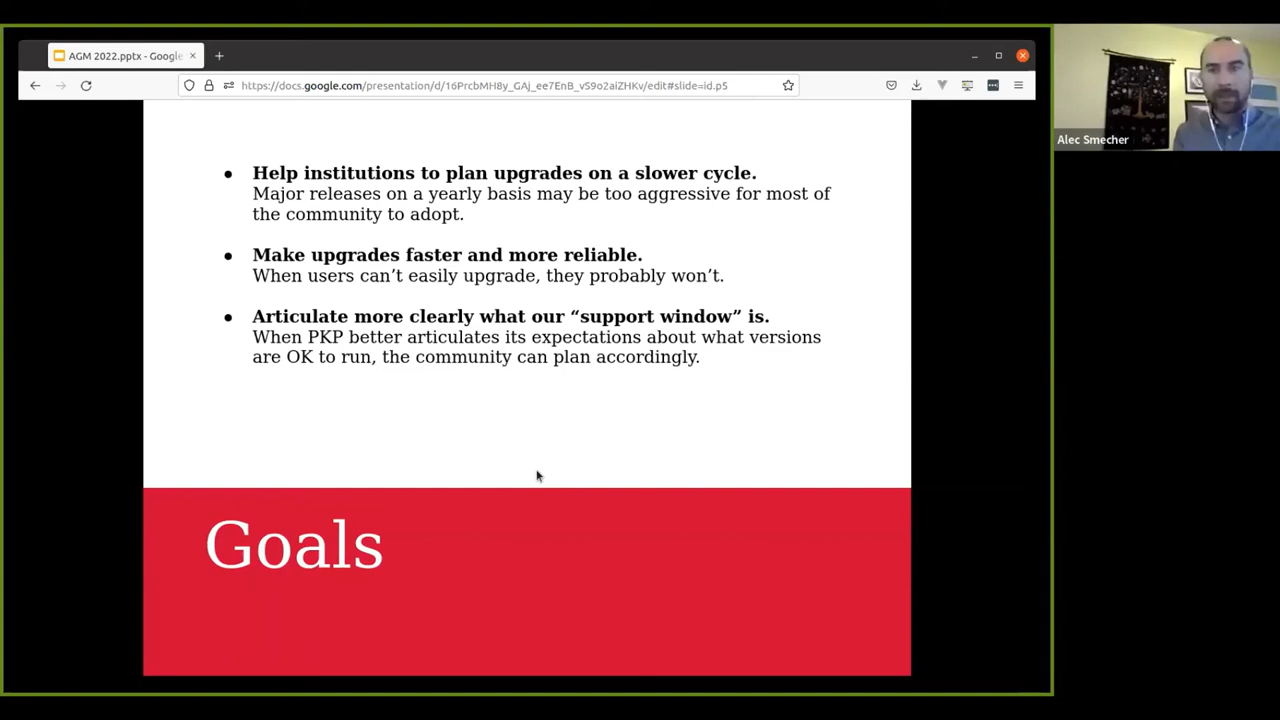 AGM 2022.pptx - Google
https://docs.google.com/presentation/d/16PrcbMH8y_GAj_ee7EnB_vS9o2aiZHKv/edit#slide=id.p5
Alec Smecher
● Help institutions to plan upgrades on a slower cycle.
Major releases on a yearly basis may be too aggressive for most of
the community to adopt.
● Make upgrades faster and more reliable.
When users can’t easily upgrade, they probably won’t.
● Articulate more clearly what our “support window” is.
When PKP better articulates its expectations about what versions
are OK to run, the community can plan accordingly.
Goals